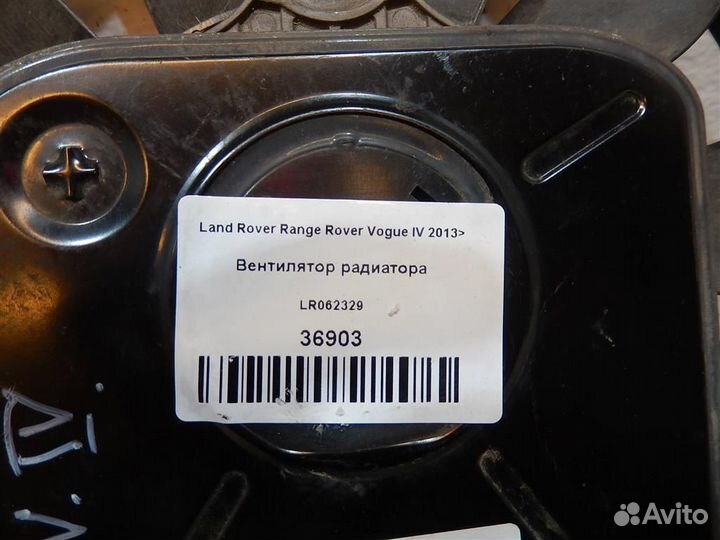 Land Rover Range Rover Vogue IV 2013>
Вентилятор радиатора
LR062329
36903
Avito